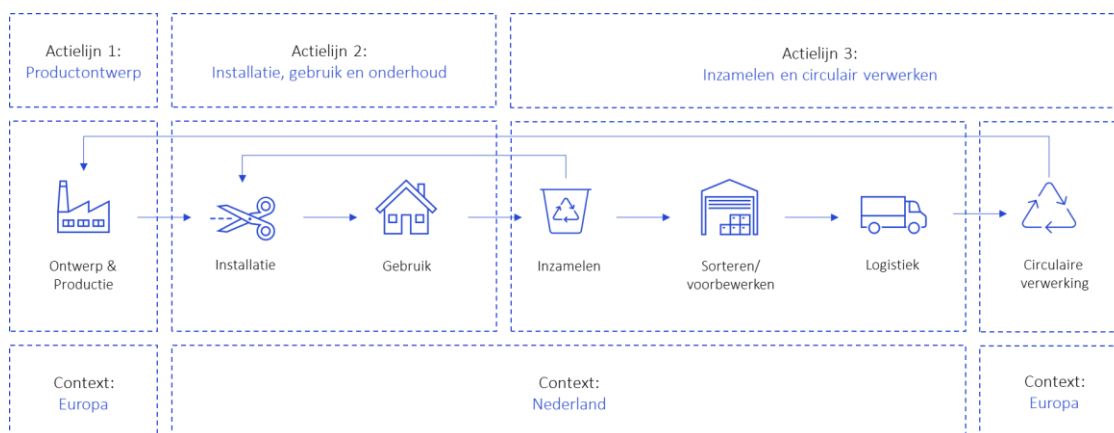 Actielijn 1:
Productontwerp
Actielijn 2:
Installatie, gebruik en onderhoud
Actielijn 3:
Inzamelen en circulair verwerken
Ontwerp &
Productie
Installatie
Gebruik
Inzamelen
Sorteren/
voorbewerken
Logistiek
Circulaire
verwerking
Context:
Europa
Context:
Nederland
Context:
Europa